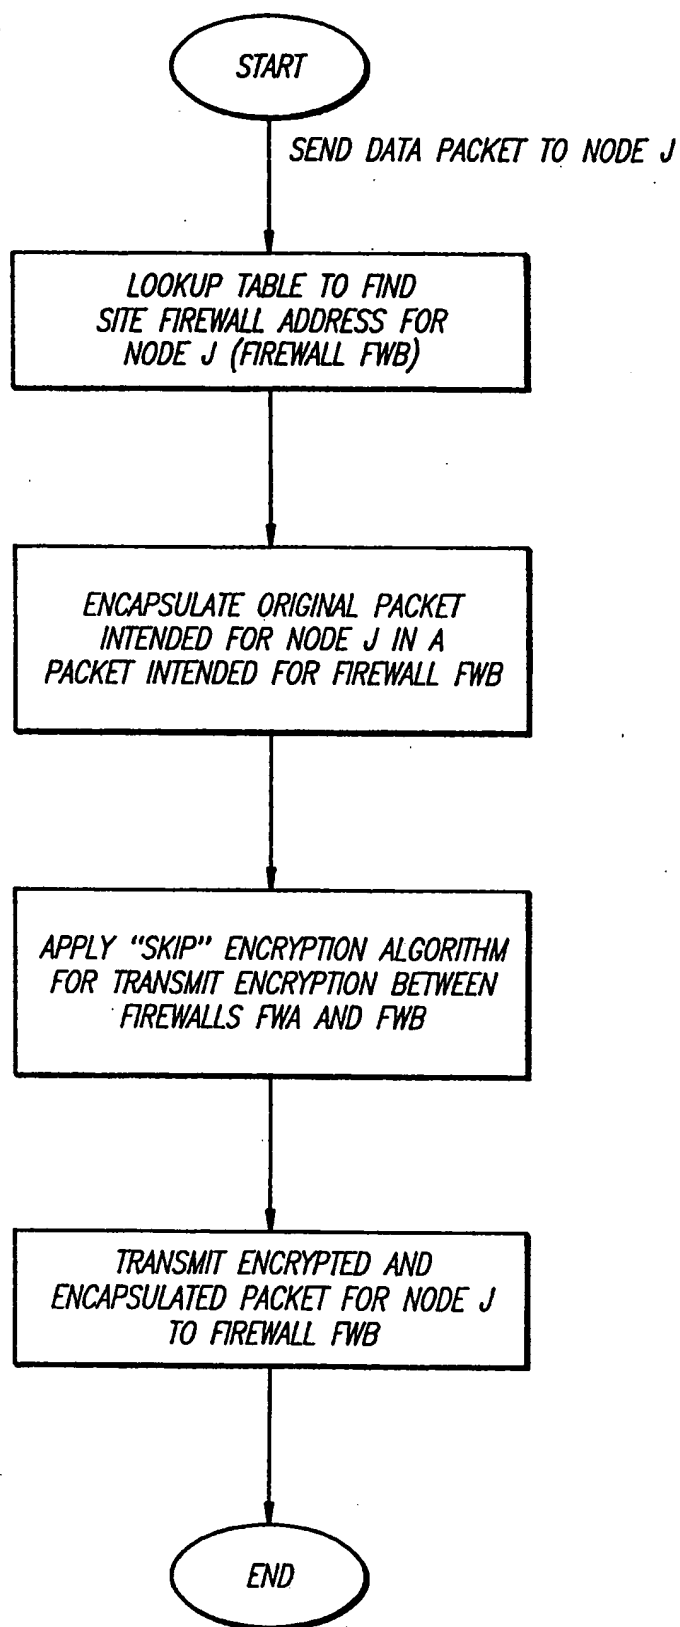 START
SEND DATA PACKET TO NODE J
LOOKUP TABLE TO FIND
SITE FIREWALL ADDRESS FOR
NODE J (FIREWALL FWB)
ENCAPSULATE ORIGINAL PACKET
INTENDED FOR NODE J IN A
PACKET INTENDED FOR FIREWALL FWB
APPLY "SKIP" ENCRYPTION ALGORITHM
FOR TRANSMIT ENCRYPTION BETWEEN
FIREWALLS FWA AND FWB
TRANSMIT ENCRYPTED AND
ENCAPSULATED PACKET FOR NODE J
TO FIREWALL FWB
END